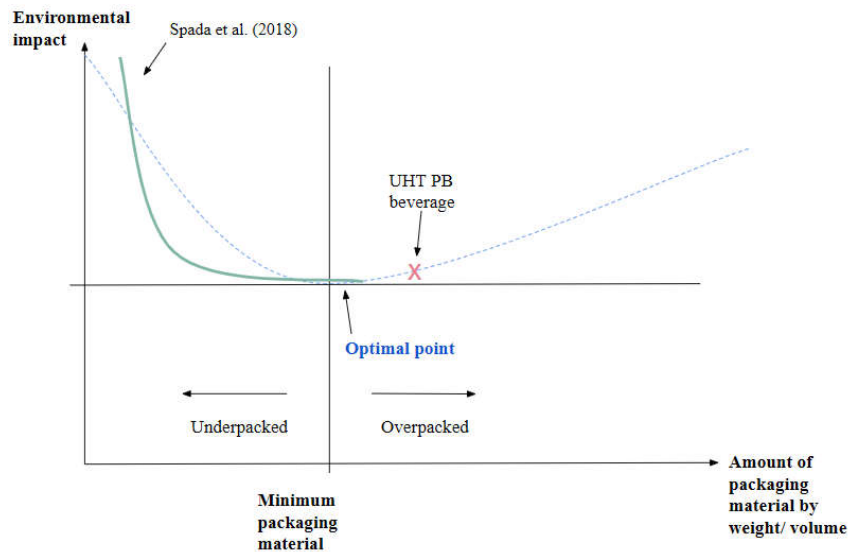 Environmental
impact
Spada et al. (2018)
UHT PB
beverage
X
Optimal point
Underpacked
Overpacked
Minimum
packaging
material
Amount of
packaging
material by
weight/ volume